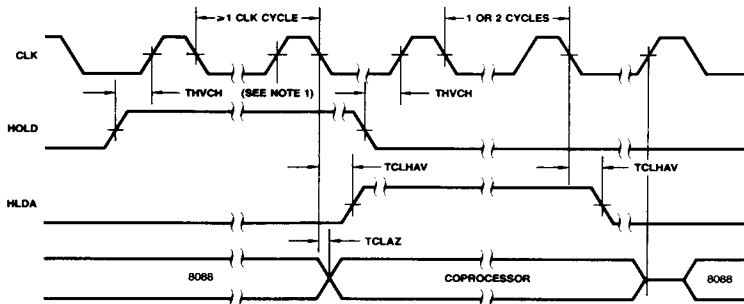 ≥1 CLK CYCLE
1 OR 2 CYCLES
CLK
THVCH
(SEE NOTE 1)
THVCH
HOLD
TCLHAV
TCLHAV
HLDA
TCLAZ
8088
COPROCESSOR
8088